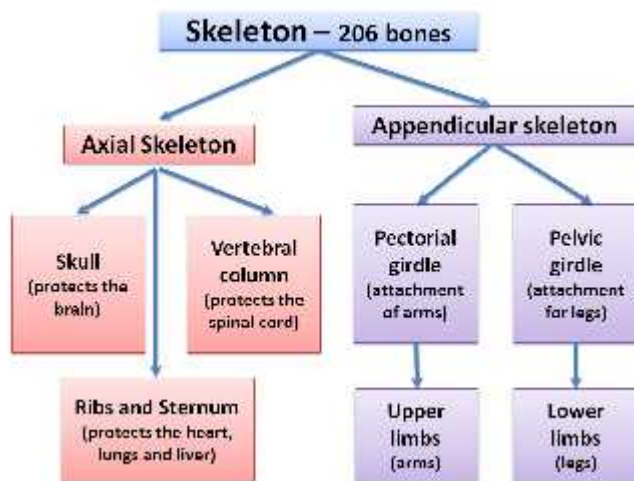 Skeleton – 206 bones
Axial Skeleton
Appendicular skeleton
Skull
(protects the
brain)
Vertebral
column
(protects the
spinal cord)
Pectorial
girdle
(attachment
of arms)
Pelvic
girdle
(attachment
for legs)
Ribs and Sternum
(protects the heart,
lungs and liver)
Upper
limbs
(arms)
Lower
limbs
(legs)